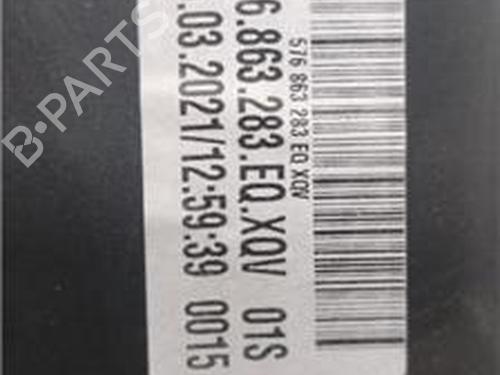 576 863 283 EQ XQV
6.863.283.EQ.XQV 01S
.03.2021/12:59:39 0015
B-PARTS